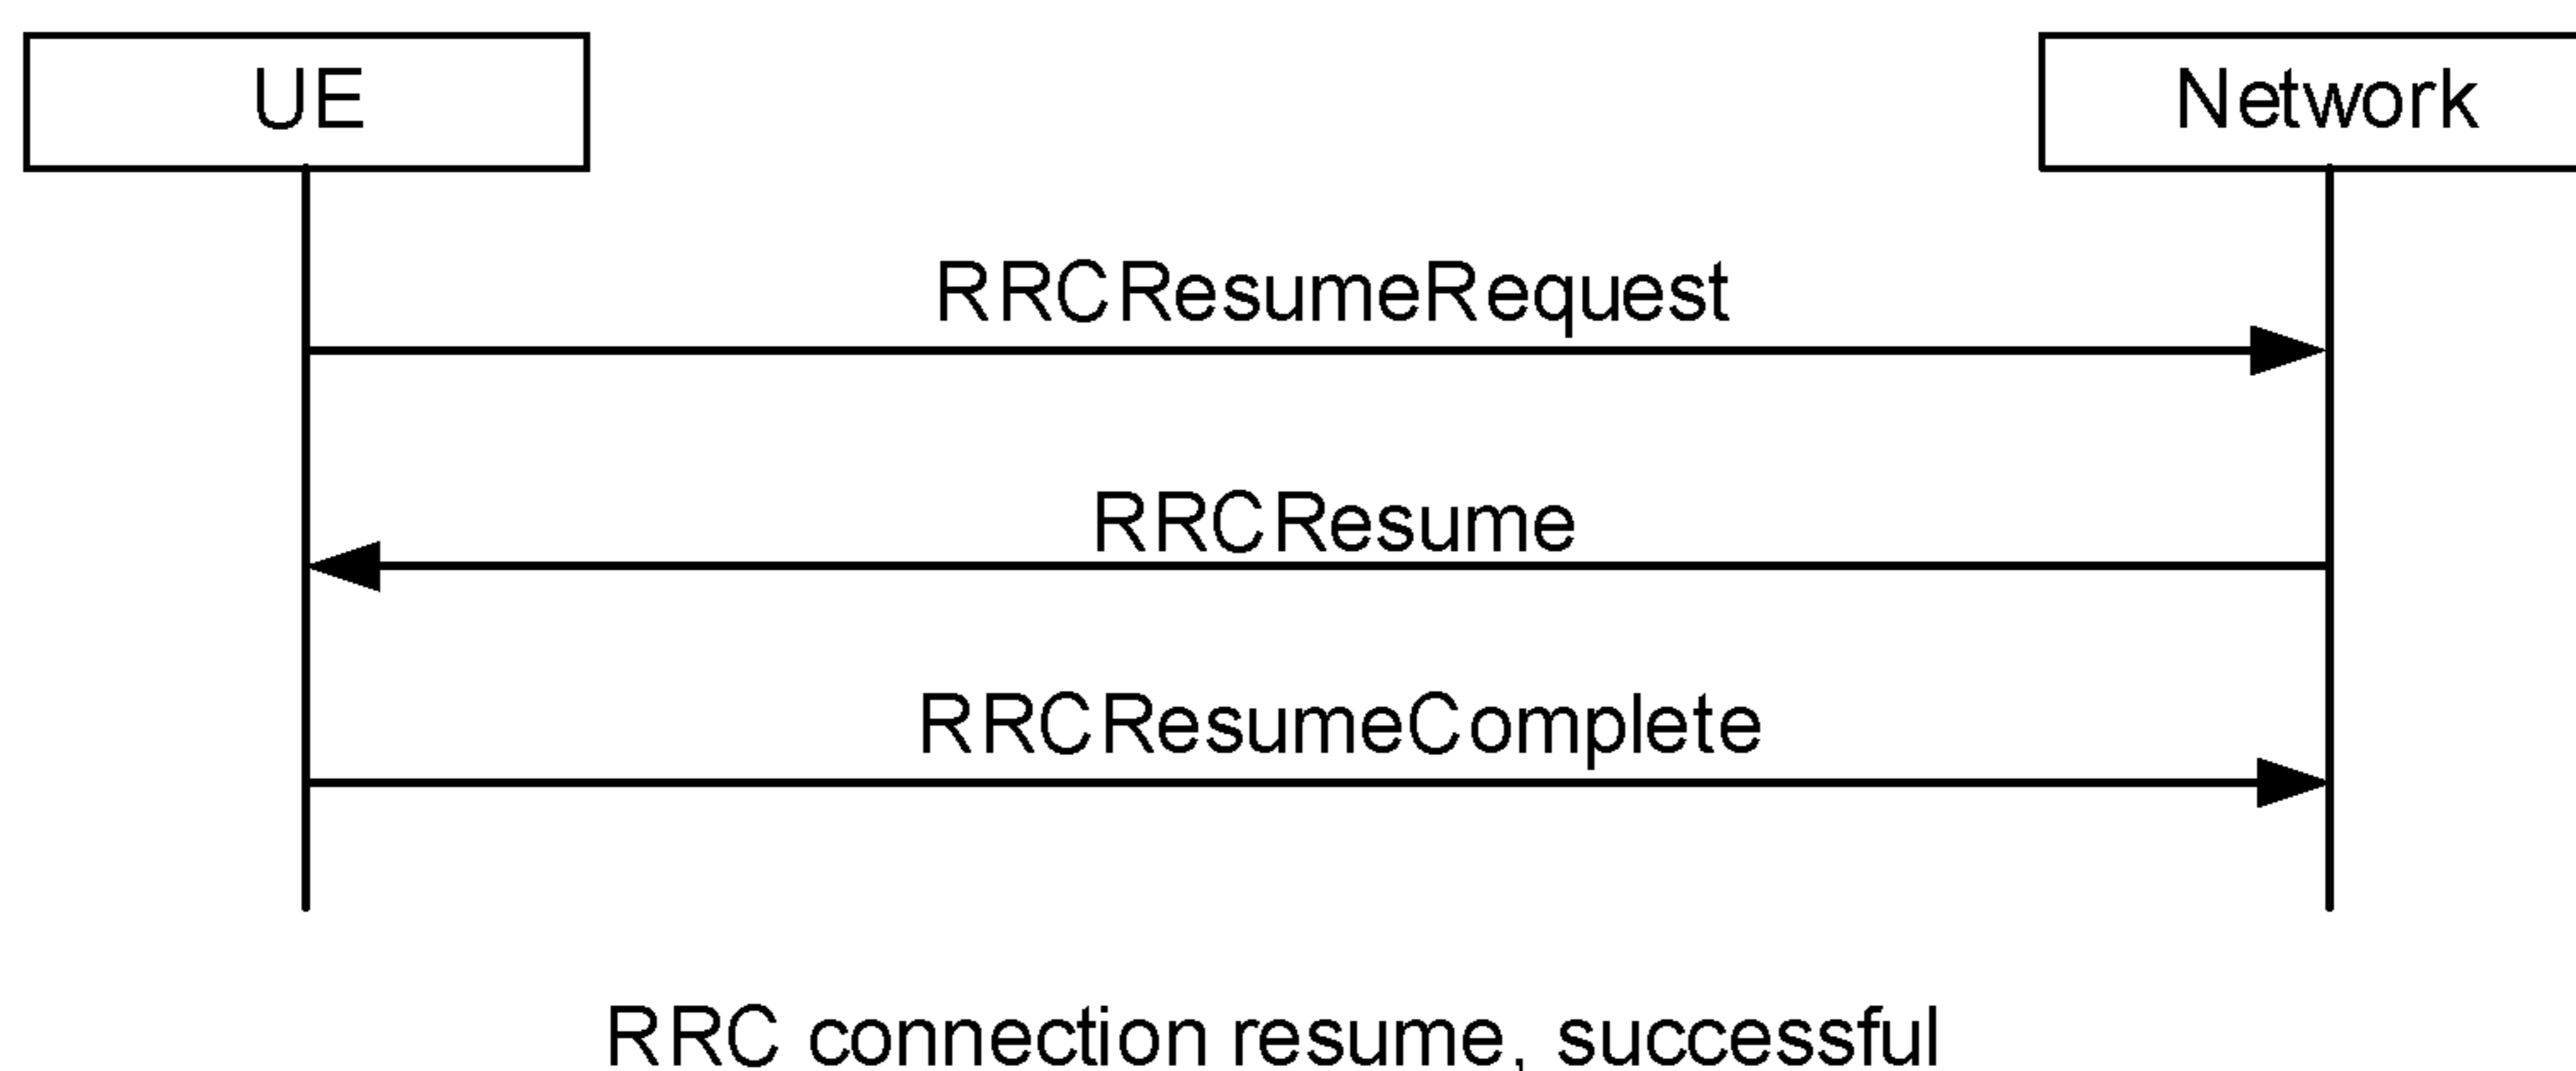 UE
Network
RRCResumeRequest
RRCResume
RRCResumeComplete
RRC connection resume, successful